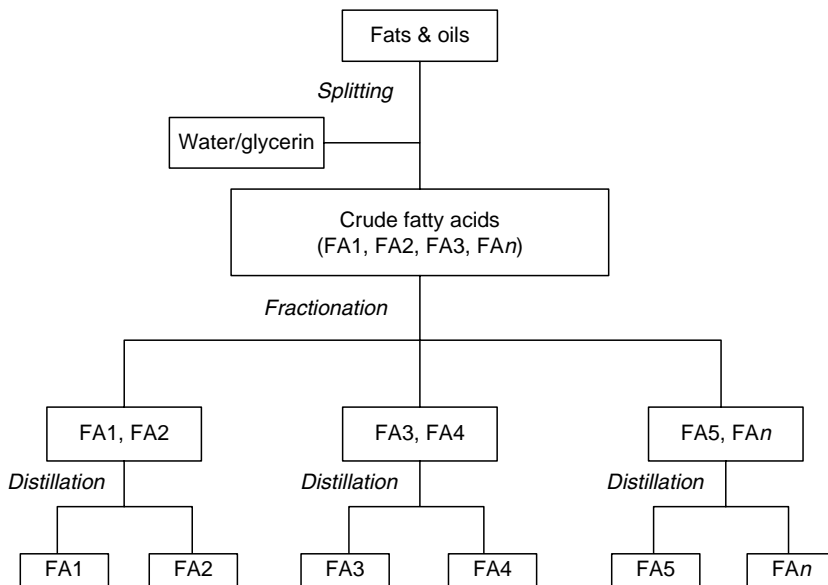 Fats & oils
Splitting
Water/glycerin
Crude fatty acids
(FA1, FA2, FA3, FAn)
Fractionation
FA1, FA2
FA3, FA4
FA5, FAn
Distillation
Distillation
Distillation
FA1
FA2
FA3
FA4
FA5
FAn